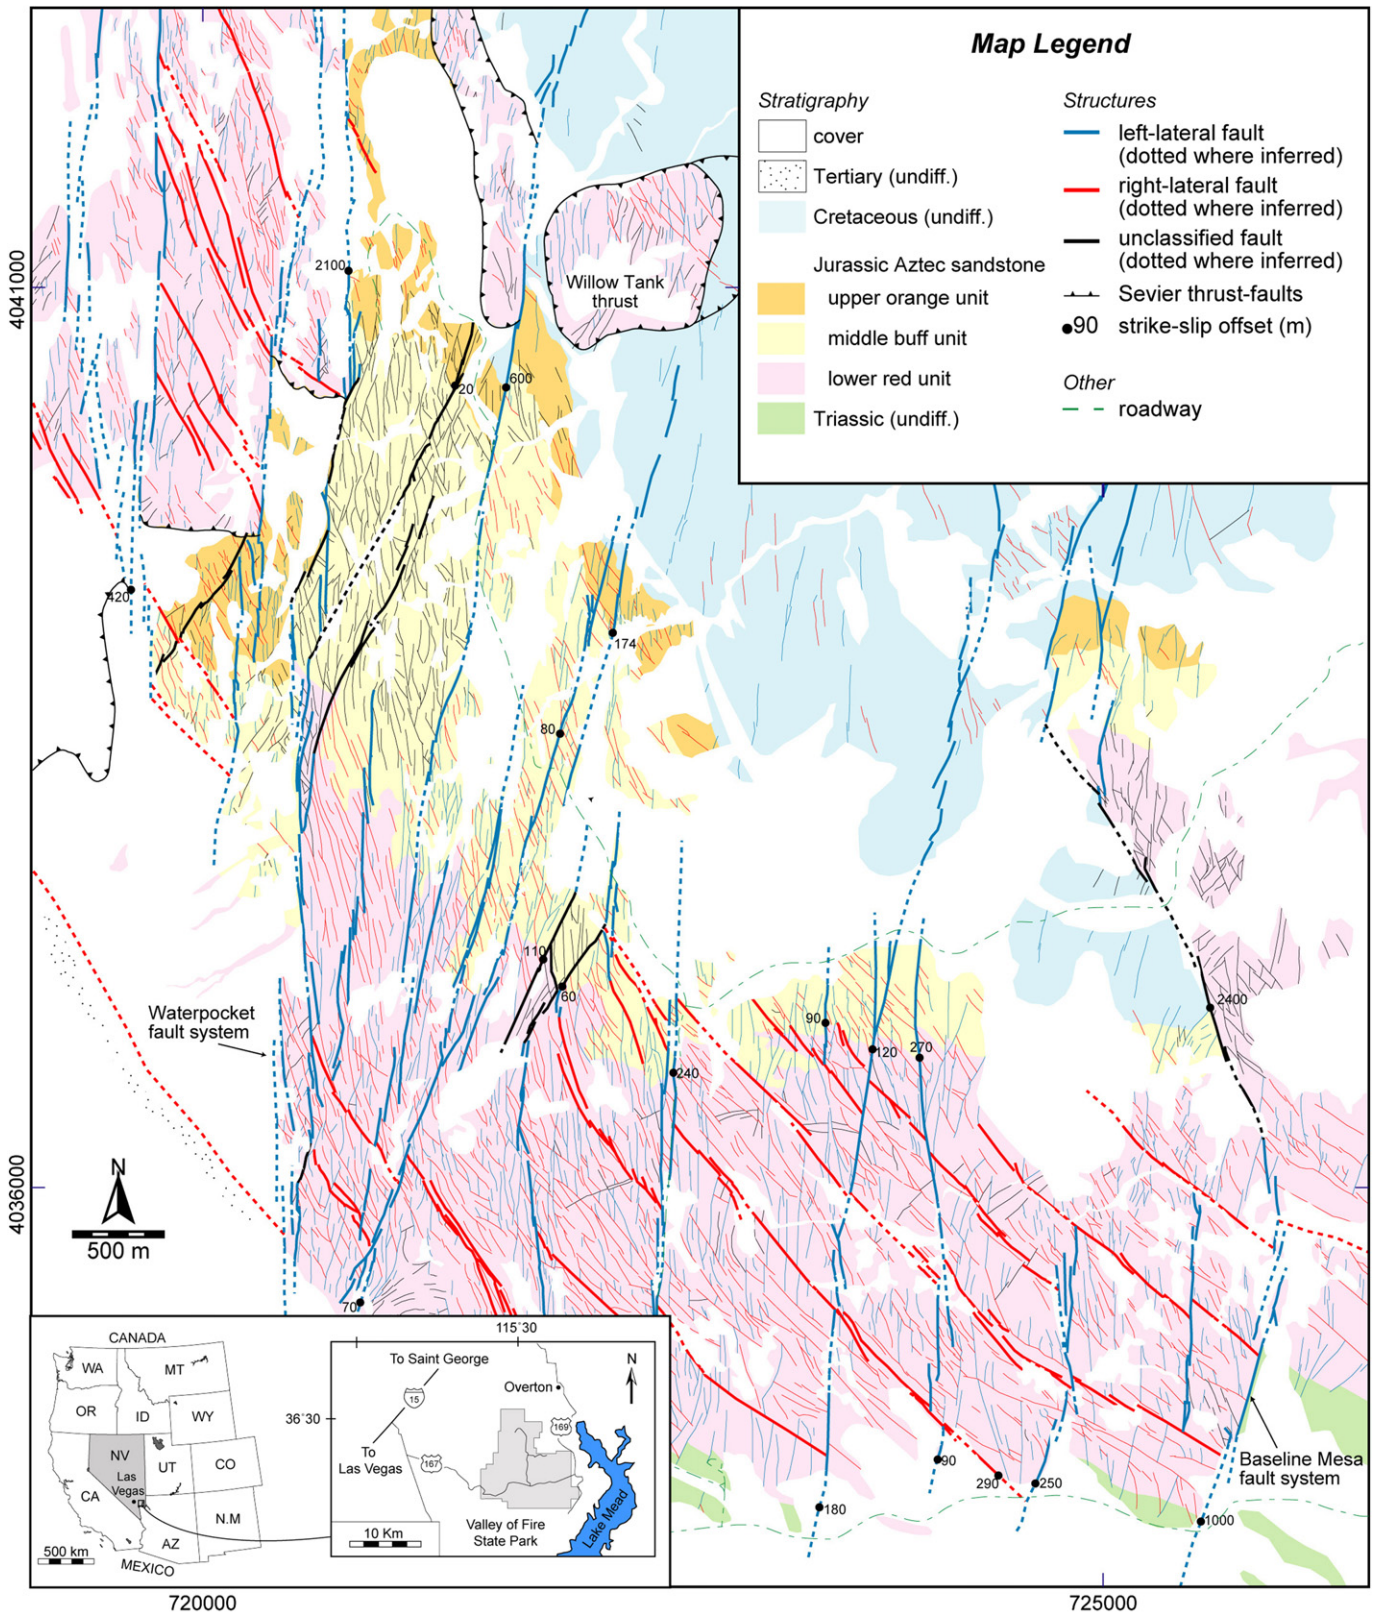 Map Legend
Stratigraphy
cover
Tertiary (undiff.)
Cretaceous (undiff.)
Jurassic Aztec sandstone
upper orange unit
middle buff unit
lower red unit
Triassic (undiff.)
Structures
left-lateral fault
(dotted where inferred)
right-lateral fault
(dotted where inferred)
unclassified fault
(dotted where inferred)
Sevier thrust-faults
90 strike-slip offset (m)
Other
roadway
4041000
2100
Willow Tank
thrust
20
600
420
174
80
110
60
Waterpocket
fault system
90
120
270
2400
240
4036000
N
500 m
70
90
290
250
180
1000
Baseline Mesa
fault system
CANADA
WA
MT
OR
ID
WY
NV
UT
CO
Las
Vegas
CA
AZ
N.M
500 km
MEXICO
115°30
To Saint George
N
15
Overton
36°30
169
To
Las Vegas
167
Lake Mead
10 Km
Valley of Fire
State Park
720000
725000